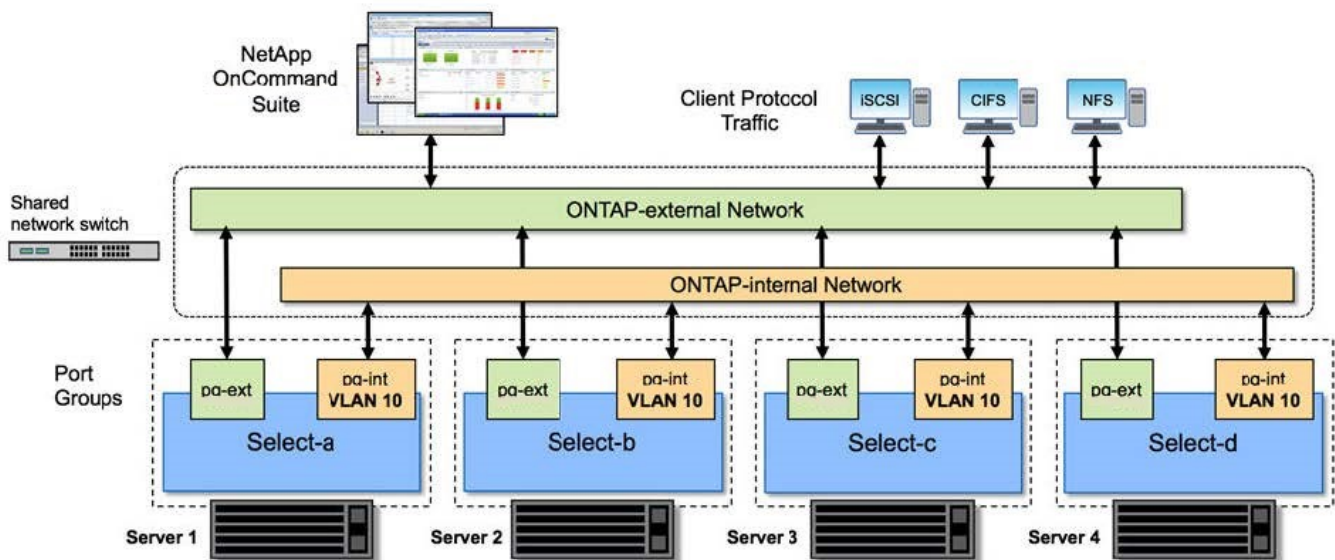 NetApp
OnCommand
Suite
Client Protocol
Traffic
iSCSI
CIFS
NFS
Shared
network switch
ONTAP-external Network
ONTAP-internal Network
Port
Groups
pg-ext
pg-int
VLAN 10
Select-a
pg-ext
pg-int
VLAN 10
Select-b
pg-ext
pg-int
VLAN 10
Select-c
pg-ext
pg-int
VLAN 10
Select-d
Server 1
Server 2
Server 3
Server 4